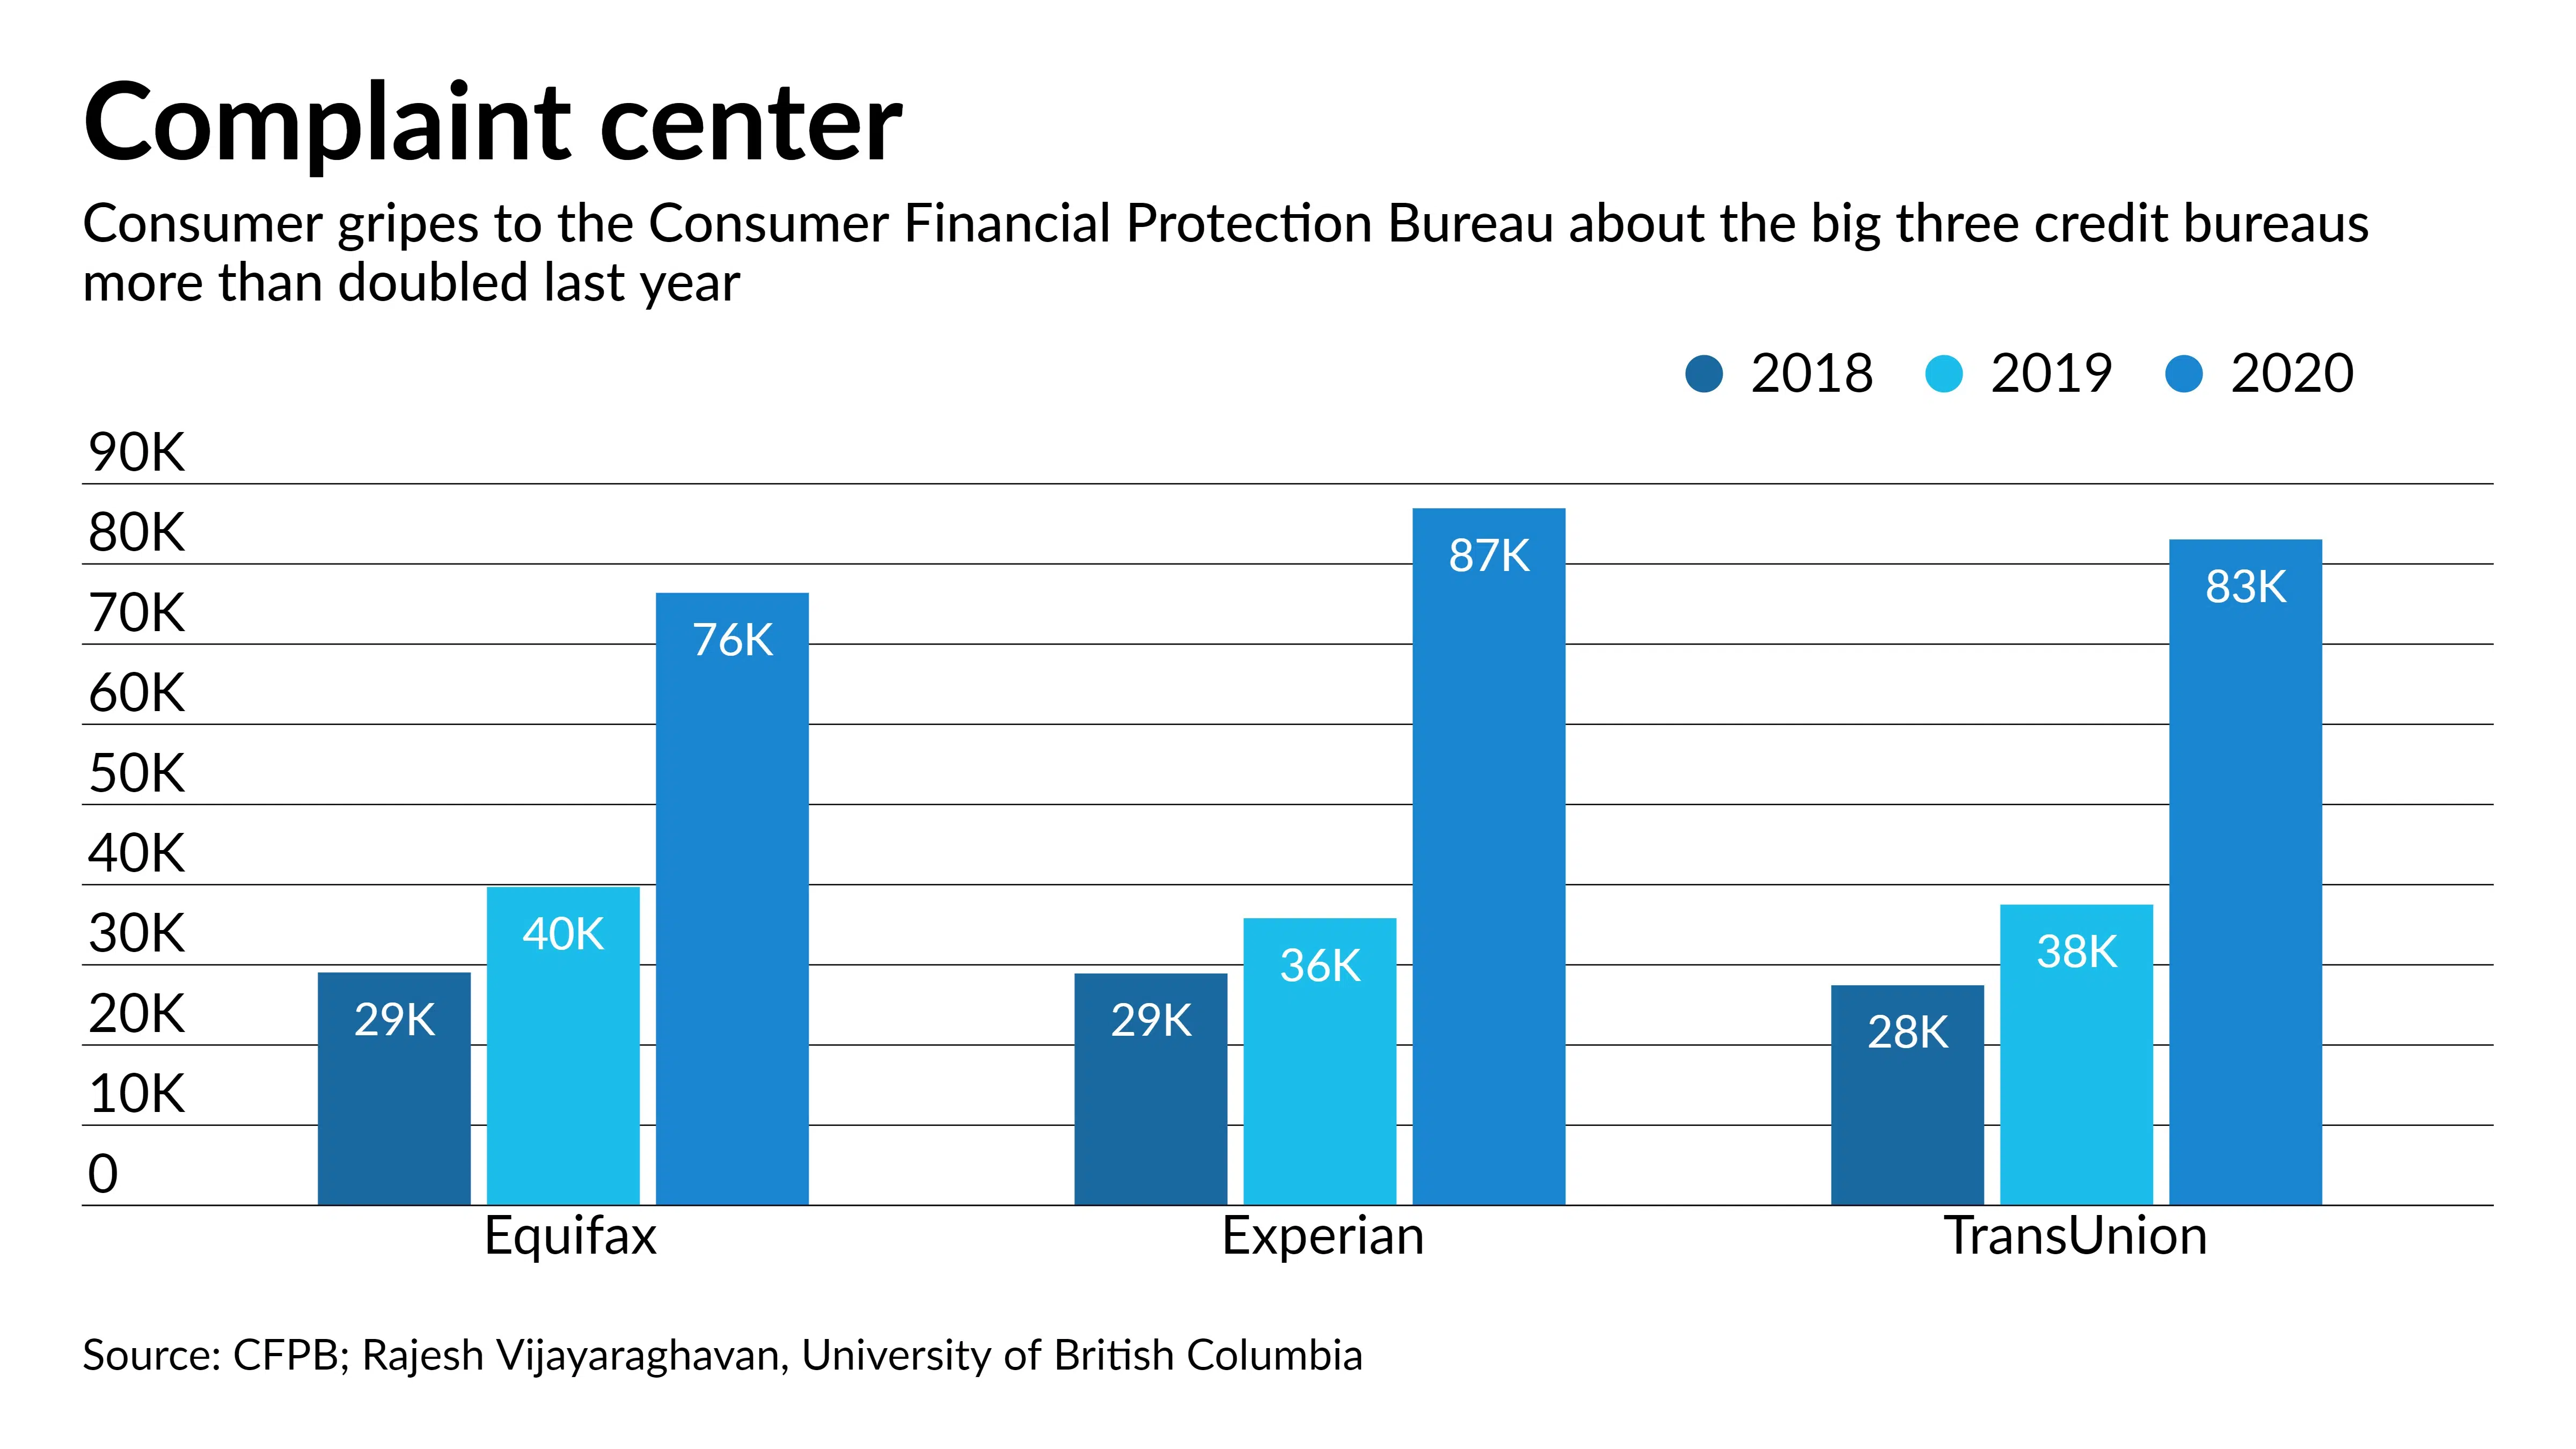 Complaint center
Consumer gripes to the Consumer Financial Protection Bureau about the big three credit bureaus
more than doubled last year
2018 2019 2020
90K
80K
70K
60K
50K
40K
30K
20K
10K
0
29K 40K 76K
29K 36K 87K
28K 38K 83K
Equifax Experian TransUnion
Source: CFPB; Rajesh Vijayaraghavan, University of British Columbia